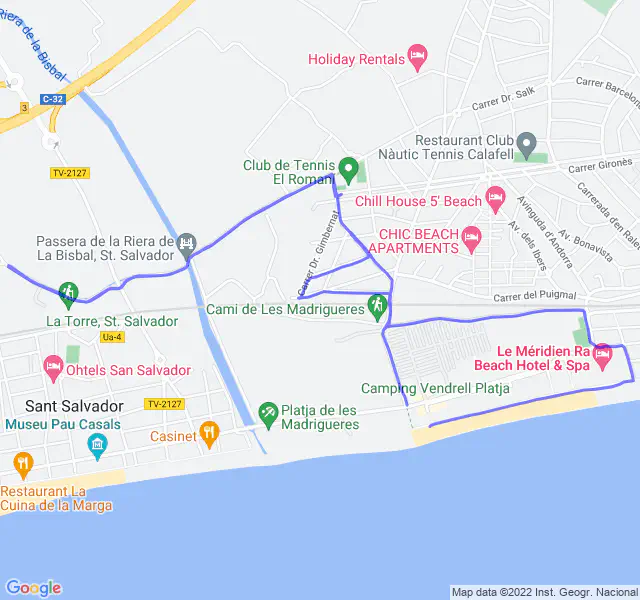 Riera de la Bisbal
Holiday Rentals
Carrer Barcelon
C-32
3
Carrer Dr. Salk
Restaurant Club
Nàutic Tennis Calafell
Club de Tennis
El Romaní
TV-2127
Carrer Gironès
Chill House 5' Beach
Carrerada d'en Ralet
Avinguda d'Andorra
Av. Bonavista
Av. dels Ibers
Carrer Dr. Gimbernat
CHIC BEACH
APARTMENTS
Passera de la Riera de
La Bisbal, St. Salvador
Carrer del Puigmal
Cami de Les Madrigueres
La Torre, St. Salvador
Ua-4
Le Méridien Ra
Beach Hotel & Spa
Ohtels San Salvador
Camping Vendrell Platja
Sant Salvador
TV-2127
Platja de les
Madrigueres
Museu Pau Casals
Casinet
Restaurant La
Cuina de la Marga
Google
Map data ©2022 Inst. Geogr. Nacional